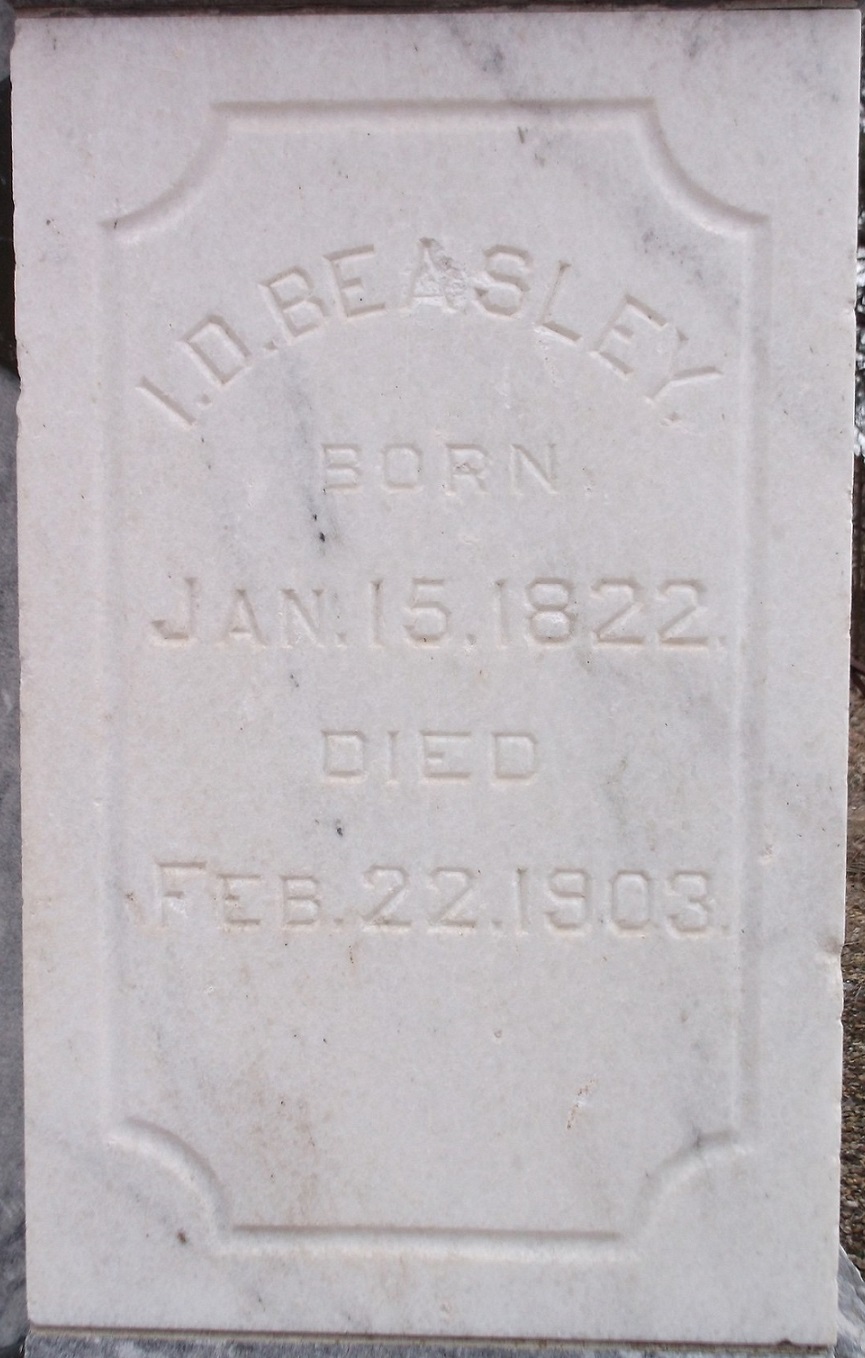 I.D.BEASLEY.
BORN
JAN.15.1822.
DIED
FEB.22.1903.